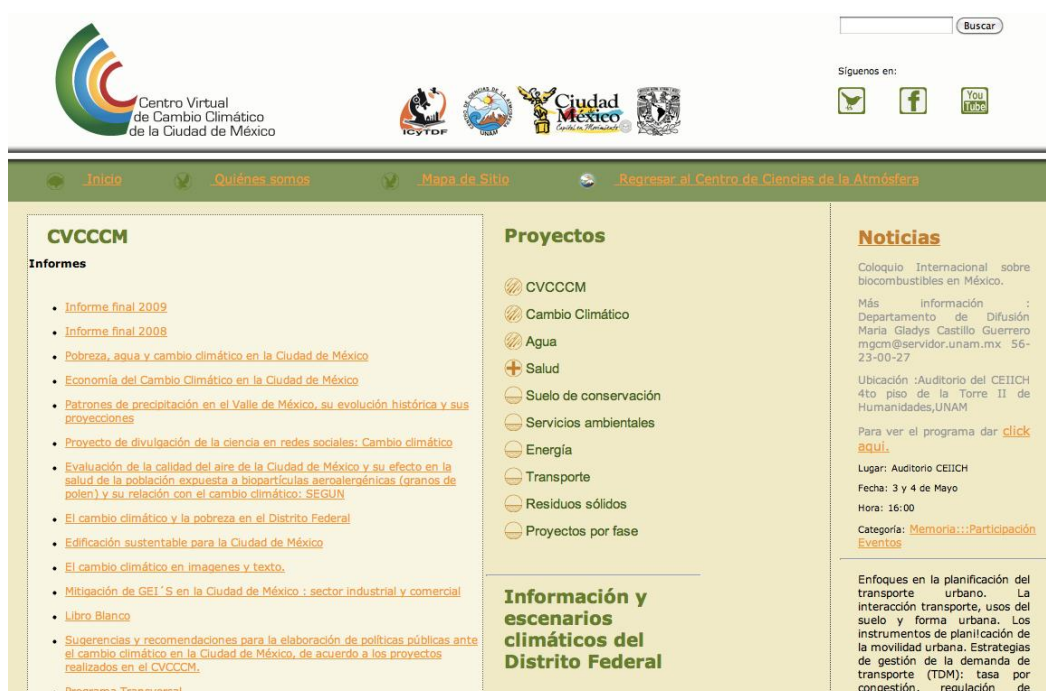 Buscar
Síguenos en:
You
Tube
Centro Virtual
de Cambio Climático
de la Ciudad de México
ICyTDF
CENTRO DE CIENCIAS DE LA ATMÓSFERA
UNAM
Ciudad
México
Capital en Movimiento
Inicio
Quiénes somos
Mapa de Sitio
Regresar al Centro de Ciencias de la Atmósfera
CVCCCM
Informes
Informe final 2009
Informe final 2008
Pobreza, agua y cambio climático en la Ciudad de México
Economía del Cambio Climático en la Ciudad de México
Patrones de precipitación en el Valle de México, su evolución histórica y sus
proyecciones
Proyecto de divulgación de la ciencia en redes sociales: Cambio climático
Evaluación de la calidad del aire de la Ciudad de México y su efecto en la
salud de la población expuesta a biopartículas aeroalergénicas (granos de
polen) y su relación con el cambio climático: SEGUN
El cambio climático y la pobreza en el Distrito Federal
Edificación sustentable para la Ciudad de México
El cambio climático en imagenes y texto.
Mitigación de GEI´S en la Ciudad de México : sector industrial y comercial
Libro Blanco
Sugerencias y recomendaciones para la elaboración de políticas públicas ante
el cambio climático en la Ciudad de México, de acuerdo a los proyectos
realizados en el CVCCCM.
Programa Transversal
Proyectos
CVCCCM
Cambio Climático
Agua
Salud
Suelo de conservación
Servicios ambientales
Energía
Transporte
Residuos sólidos
Proyectos por fase
Información y
escenarios
climáticos del
Distrito Federal
Noticias
Coloquio Internacional sobre
biocombustibles en México.
Más información :
Departamento de Difusión
Maria Gladys Castillo Guerrero
mgcm@servidor.unam.mx 56-
23-00-27
Ubicación :Auditorio del CEIICH
4to piso de la Torre II de
Humanidades,UNAM
Para ver el programa dar click
aquí.
Lugar: Auditorio CEIICH
Fecha: 3 y 4 de Mayo
Hora: 16:00
Categoría: Memoria:::Participación
Eventos
Enfoques en la planificación del
transporte urbano. La
interacción transporte, usos del
suelo y forma urbana. Los
instrumentos de plani!cación de
la movilidad urbana. Estrategias
de gestión de la demanda de
transporte (TDM): tasa por
congestión, regulación de